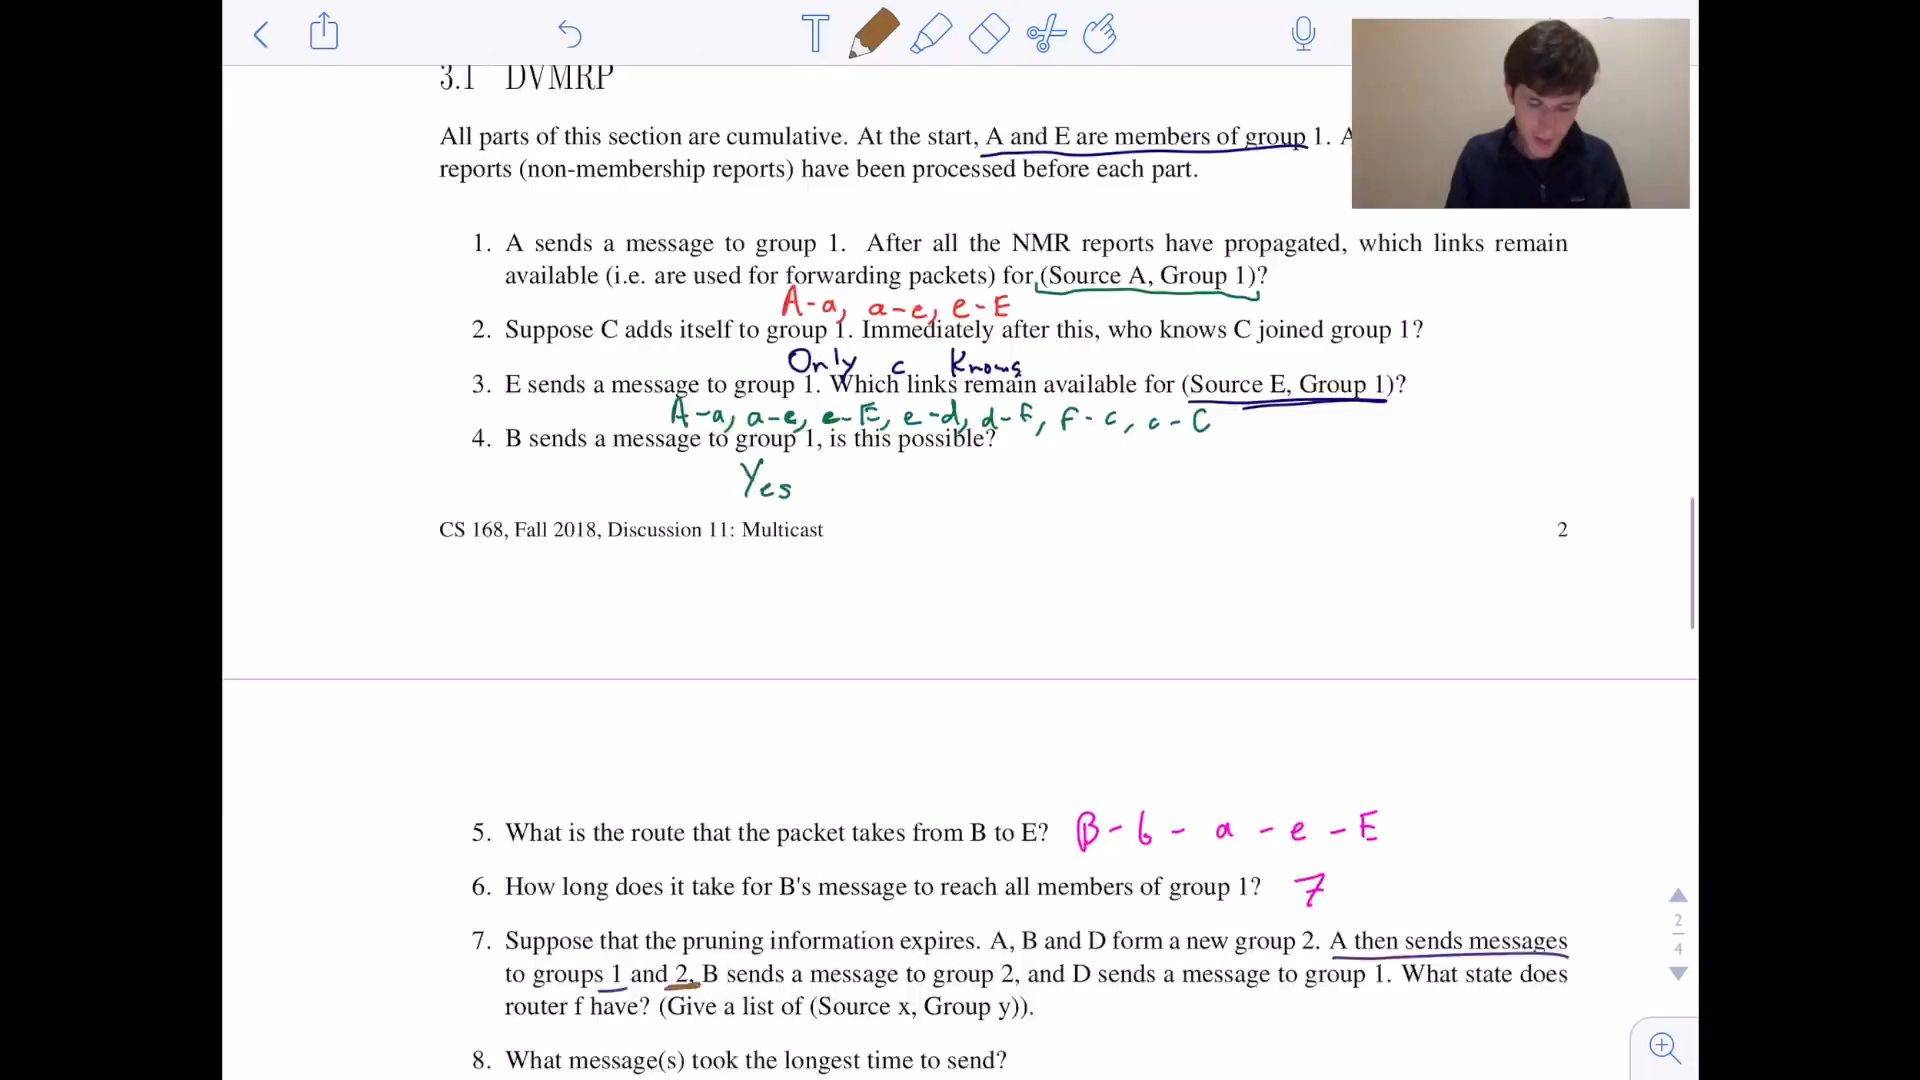 3.1 DVMRP
All parts of this section are cumulative. At the start, A and E are members of group 1. A
reports (non-membership reports) have been processed before each part.
1. A sends a message to group 1. After all the NMR reports have propagated, which links remain
available (i.e. are used for forwarding packets) for (Source A, Group 1)?
A-a, a-e, e-E
2. Suppose C adds itself to group 1. Immediately after this, who knows C joined group 1?
Only c knows
3. E sends a message to group 1. Which links remain available for (Source E, Group 1)?
A-a, a-e, e-E, e-d, d-f, f-c, c-C
4. B sends a message to group 1, is this possible?
Yes
CS 168, Fall 2018, Discussion 11: Multicast 2
5. What is the route that the packet takes from B to E? B-b-a-e-E
6. How long does it take for B's message to reach all members of group 1? 7
7. Suppose that the pruning information expires. A, B and D form a new group 2. A then sends messages
to groups 1 and 2, B sends a message to group 2, and D sends a message to group 1. What state does
router f have? (Give a list of (Source x, Group y)).
8. What message(s) took the longest time to send?
2
4